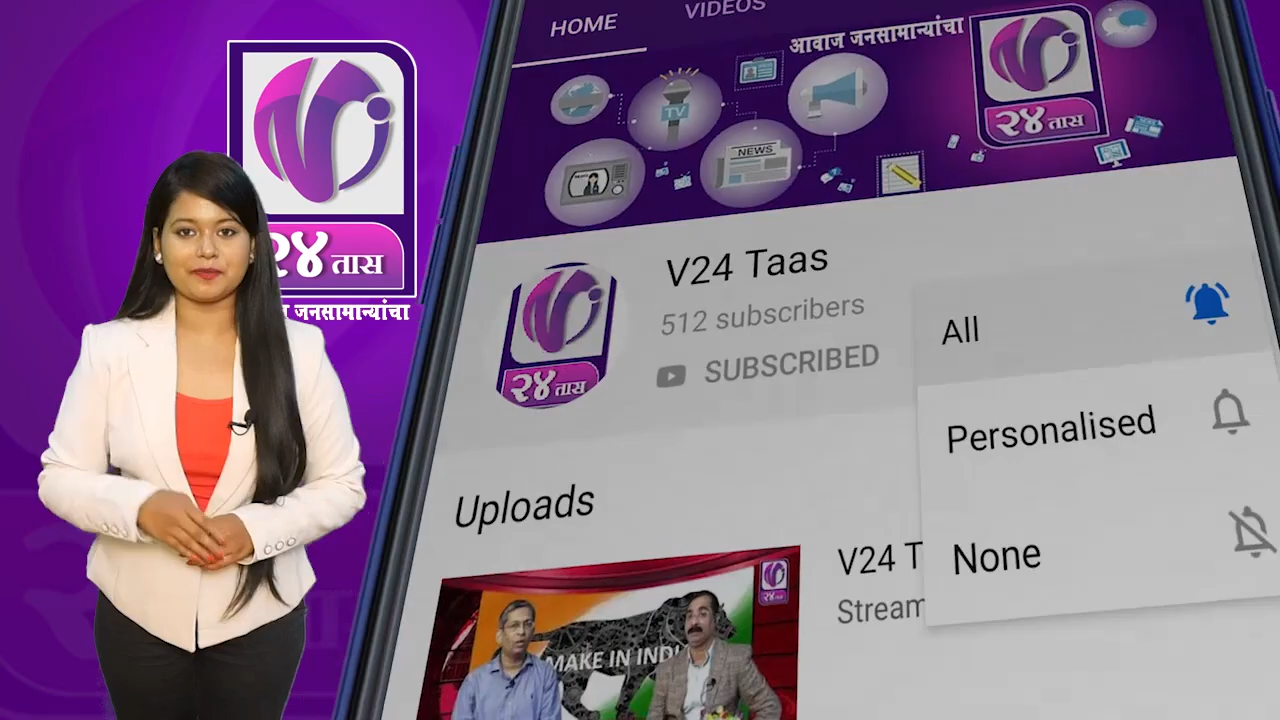 HOME
VIDEOS
आवाज जनसामान्यांचा
२४ तास
TV
NEWS
२४ तास
जनसामान्यांचा
V24 Taas
512 subscribers
SUBSCRIBED
२४ तास
All
Personalised
None
Uploads
V24 T
Stream
MAKE IN INDI
२४ तास